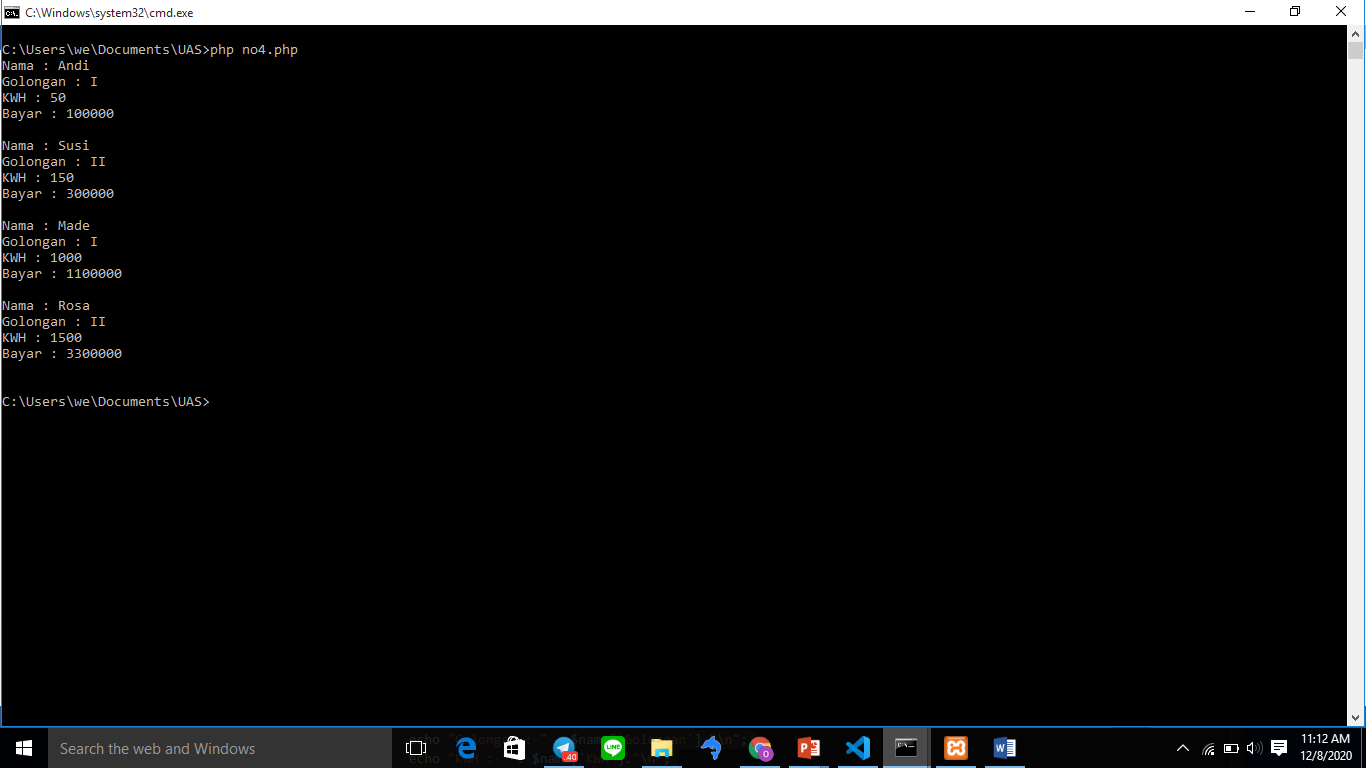 C:\Windows\system32\cmd.exe
C:\Users\we\Documents\UAS>php no4.php
Nama : Andi
Golongan : I
KWH : 50
Bayar : 100000
Nama : Susi
Golongan : II
KWH : 150
Bayar : 300000
Nama : Made
Golongan : I
KWH : 1000
Bayar : 1100000
Nama : Rosa
Golongan : II
KWH : 1500
Bayar : 3300000
C:\Users\we\Documents\UAS>
Search the web and Windows
40
LINE
11:12 AM
12/8/2020